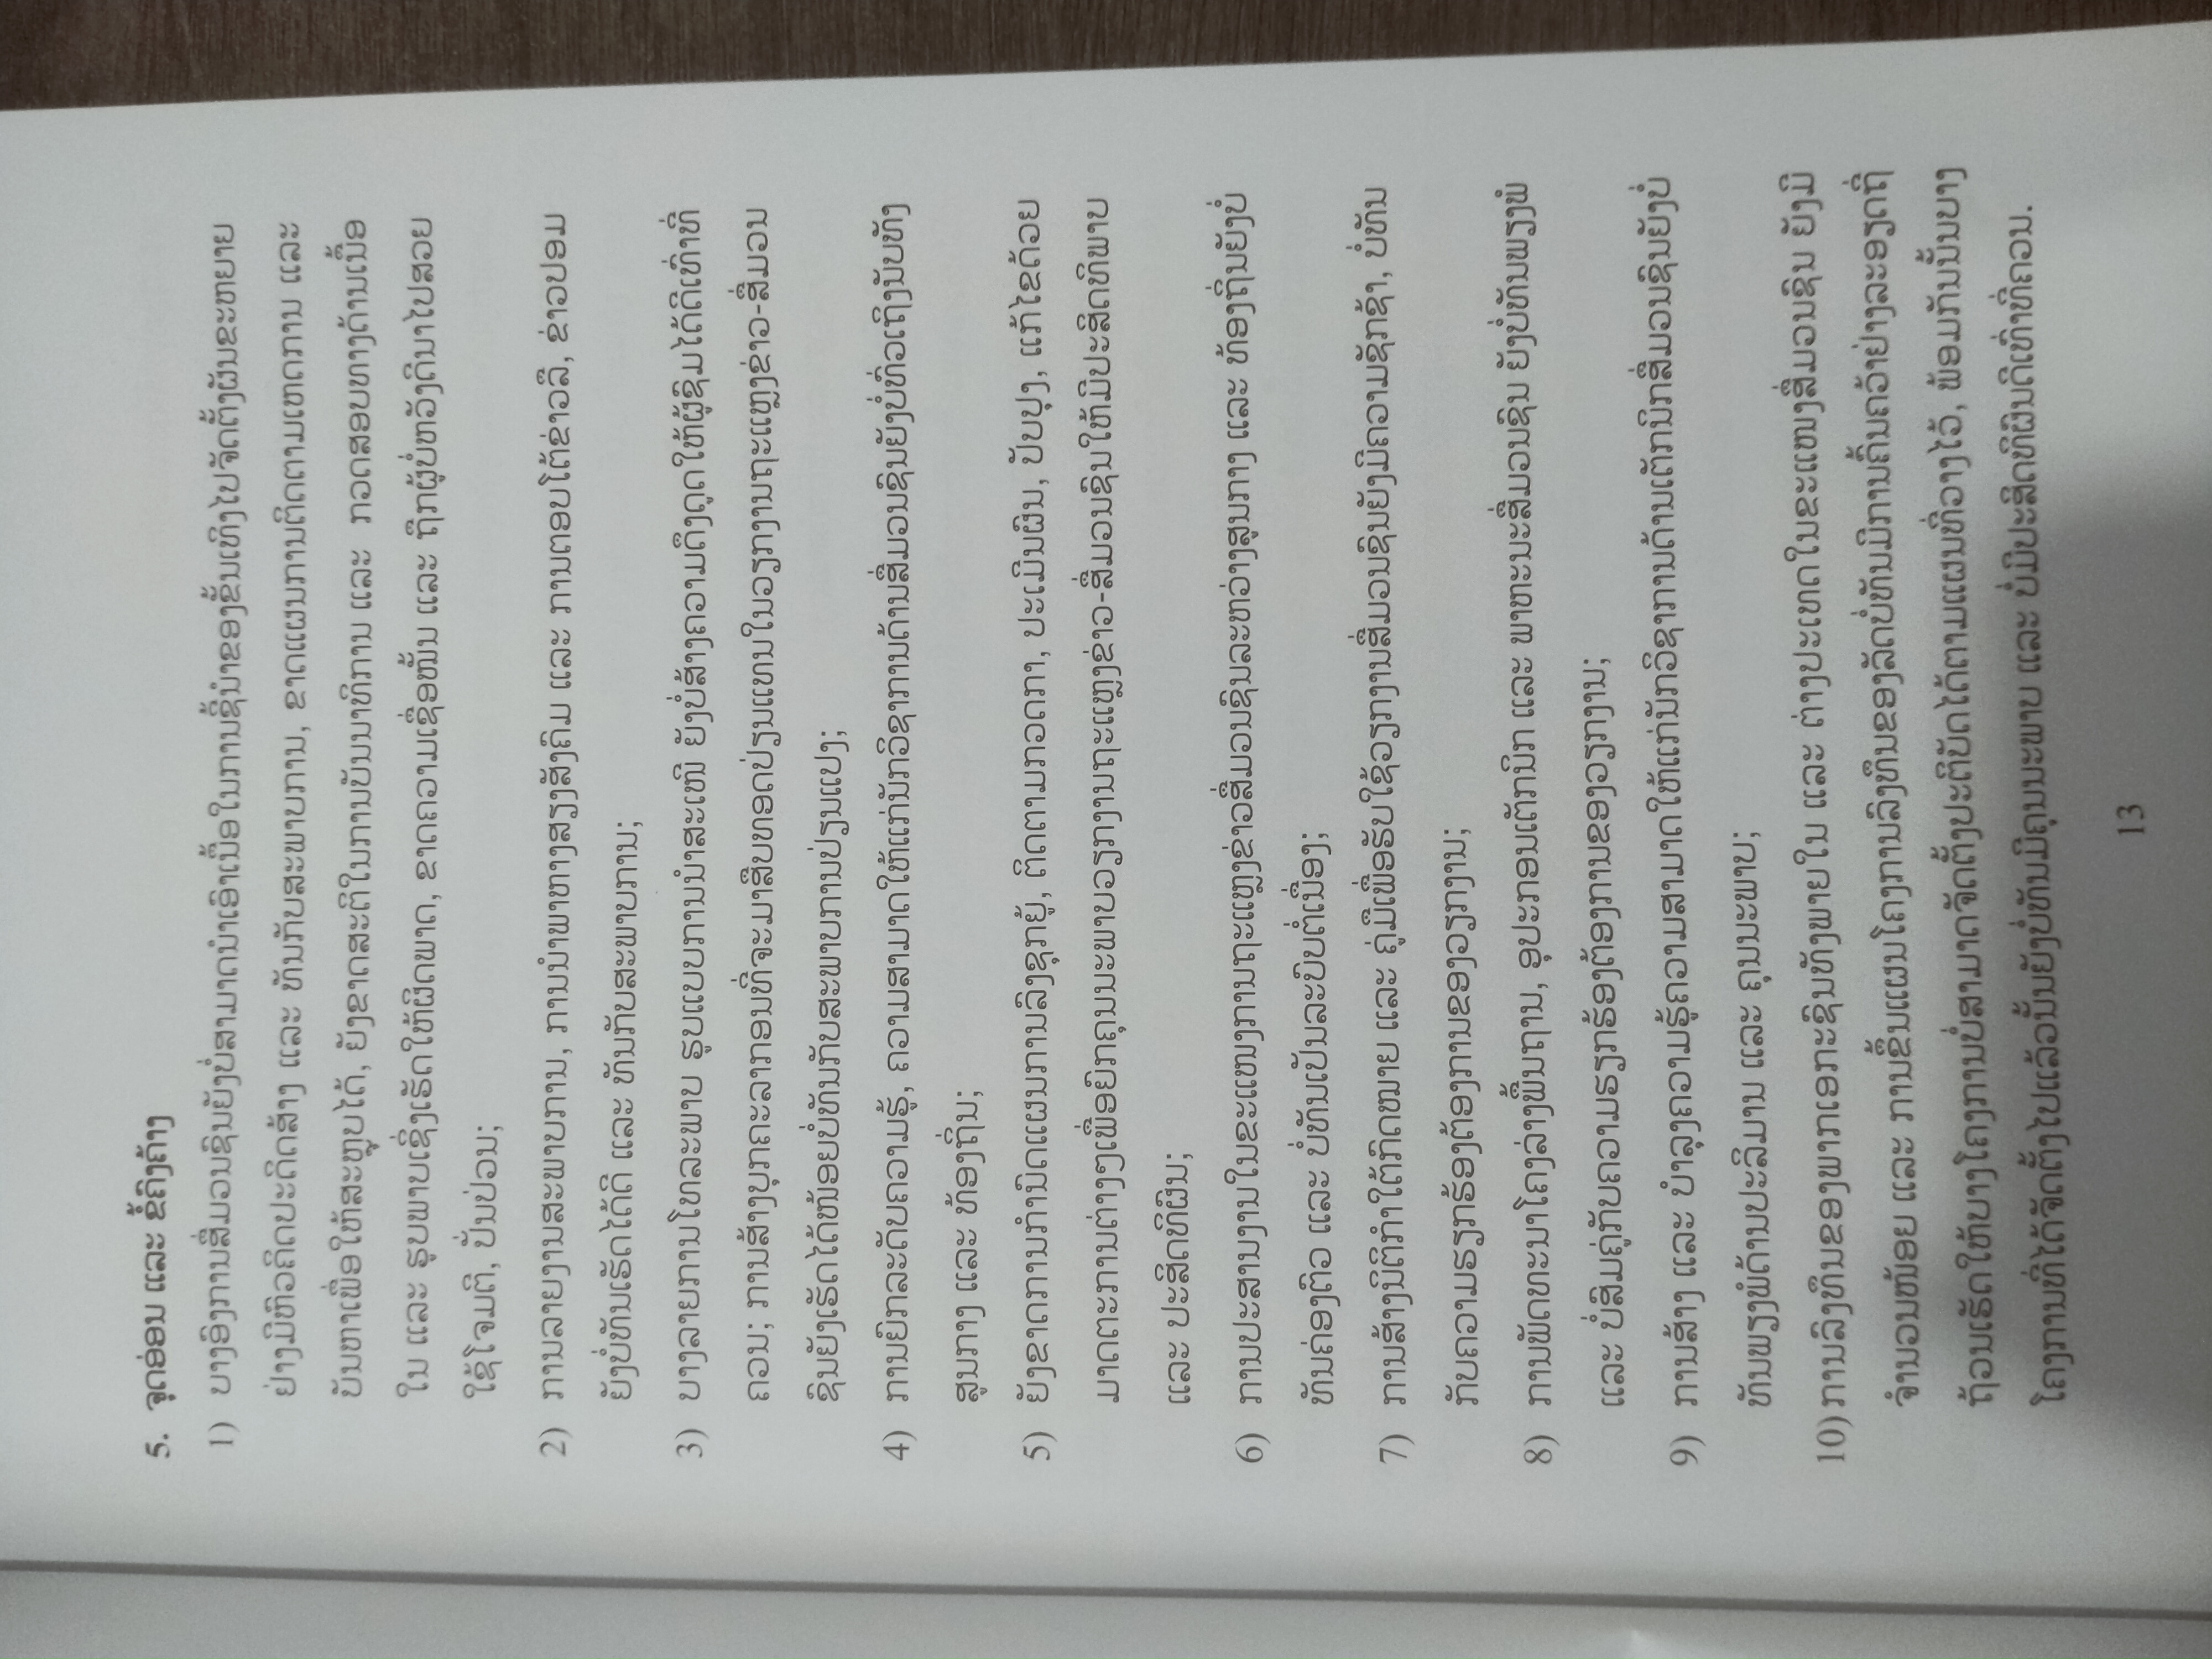 5. ຈຸດອ່ອນ ແລະ ຂໍ້ຄົງຄ້າງ
1) ບາງອົງການສື່ມວນຊົນຍັງບໍ່ສາມາດນໍາເອົາເນື້ອໃນການຊີ້ນໍາຂອງຂັ້ນເທິງໄປຈັດຕັ້ງຜັນຂະຫຍາຍ
ຢ່າງມີຫົວຄິດປະດິດສ້າງ ແລະ ທັນກັບສະພາບການ, ຂາດແຜນການຕິດຕາມເຫດການ ແລະ
ບັນຫາເພື່ອໃຫ້ສະຫຼຸບໄດ້, ຍັງຂາດສະຕິໃນການບັນນາທິການ ແລະ ກວດສອບທາງດ້ານເນື້ອ
ໃນ ແລະ ຮູບພາບເຊິ່ງເຮັດໃຫ້ຜິດພາດ, ຂາດຄວາມເຊື່ອໝັ້ນ ແລະ ຖືກຜູ້ບໍ່ຫວັງດີນໍາໄປສວຍ
ໃຊ້ໂຈມຕີ, ປັ່ນປ່ວນ;
2) ການລາຍງານສະພາບການ, ການນໍາພາທາງສຽງສັງຄົມ ແລະ ການຕອບໂຕ້ຂ່າວລື, ຂ່າວປອມ
ຍັງບໍ່ທັນເຮັດໄດ້ດີ ແລະ ທັນກັບສະພາບການ;
3) ບາງລາຍການໂທລະພາບ ຮູບແບບການນໍາສະເໜີ ຍັງບໍ່ສ້າງຄວາມດຶງດູດໃຫ້ຜູ້ຊົມໄດ້ດີເທົ່າທີ່
ຄວນ; ການສ້າງບຸກຄະລາກອນທີ່ຈະມາສືບທອດປ່ຽນແທນໃນວຽກງານຖະແຫຼງຂ່າວ-ສື່ມວນ
ຊົນຍັງເຮັດໄດ້ໜ້ອຍບໍ່ທັນກັບສະພາບການປ່ຽນແປງ;
4) ການຍົກລະດັບຄວາມຮູ້, ຄວາມສາມາດໃຫ້ແກ່ນັກວິຊາການດ້ານສື່ມວນຊົນຍັງບໍ່ທົ່ວເຖິງນັບທັງ
ສູນກາງ ແລະ ທ້ອງຖິ່ນ;
5) ຍັງຂາດການກໍານົດແຜນການລົງຊຸກຍູ້, ຕິດຕາມກວດກາ, ປະເມີນຜົນ, ປັບປຸງ, ແກ້ໄຂດ້ວຍ
ມາດຕະການຕ່າງໆເພື່ອຍົກຄຸນນະພາບວຽກງານຖະແຫຼງຂ່າວ-ສື່ມວນຊົນໃຫ້ມີປະສິດທິພາບ
ແລະ ປະສິດທິຜົນ;
6) ການປະສານງານໃນຂະແໜງການຖະແຫຼງຂ່າວສື່ມວນຊົນລະຫວ່າງສູນກາງ ແລະ ທ້ອງຖິ່ນຍັງບໍ່
ທັນຄ່ອງຕົວ ແລະ ບໍ່ທັນເປັນລະບົບຕໍ່ເນື່ອງ;
7) ການສ້າງນິຕິກໍາໃຕ້ກົດໝາຍ ແລະ ຄູ່ມືເພື່ອຮັບໃຊ້ວຽກງານສື່ມວນຊົນຍັງມີຄວາມຊັກຊ້າ, ບໍ່ທັນ
ກັບຄວາມຮຽກຮ້ອງຕ້ອງການຂອງວຽກງານ;
8) ການພັດທະນາໂຄງລ່າງພື້ນຖານ, ອຸປະກອນເຕັກນິກ ແລະ ພາຫະນະສື່ມວນຊົນ ຍັງບໍ່ທັນພຽງພໍ
ແລະ ບໍ່ສົມຄູ່ກັບຄວາມຮຽກຮ້ອງຕ້ອງການຂອງວຽກງານ;
9) ການສ້າງ ແລະ ບໍາລຸງຄວາມຮູ້ຄວາມສາມາດໃຫ້ແກ່ນັກວິຊາການດ້ານເຕັກນິກສື່ມວນຊົນຍັງບໍ່
ທັນພຽງພໍດ້ານປະລິມານ ແລະ ຄຸນນະພາບ;
10) ການລົງທຶນຂອງພາກເອກະຊົນທັງພາຍໃນ ແລະ ຕ່າງປະເທດໃນຂະແໜງສື່ມວນຊົນ ຍັງມີ
ຈໍານວນໜ້ອຍ ແລະ ການຂຶ້ນແຜນໂຄງການລົງທຶນຂອງລັດບໍ່ທັນມີການຄົ້ນຄວ້າຢ່າງລະອຽດຖີ່
ຖ້ວນເຮັດໃຫ້ບາງໂຄງການບໍ່ສາມາດຈັດຕັ້ງປະຕິບັດໄດ້ຕາມແຜນທີ່ວາງໄວ້, ພ້ອມກັນນັ້ນບາງ
ໂຄງການທີ່ໄດ້ຈັດຕັ້ງໄປແລ້ວນັ້ນຍັງບໍ່ທັນມີຄຸນນະພາບ ແລະ ບໍ່ມີປະສິດທິຜົນດີເທົ່າທີ່ຄວນ.
13